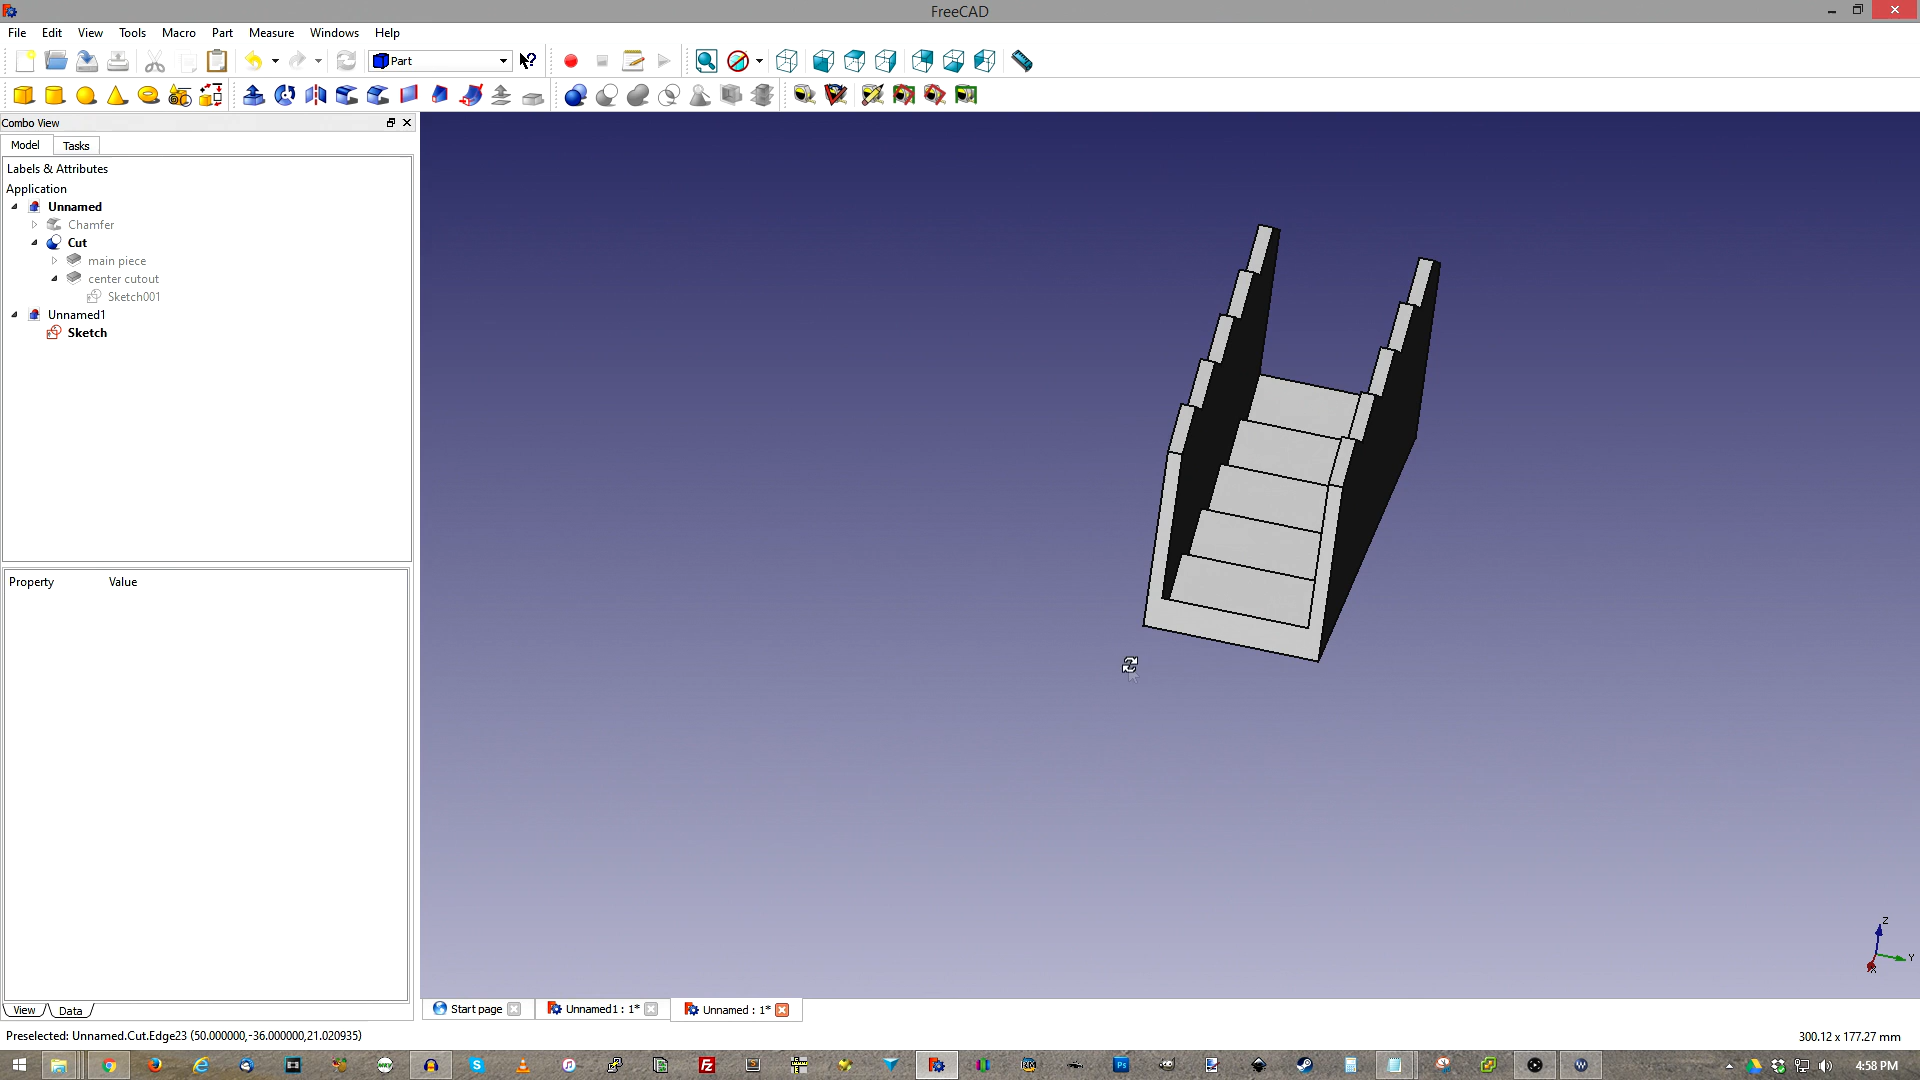 FreeCAD
File Edit View Tools Macro Part Measure Windows Help
Part
Combo View
Model Tasks
Labels & Attributes
Application
Unnamed
Chamfer
Cut
main piece
center cutout
Sketch001
Unnamed1
Sketch
Property Value
View Data
Start page Unnamed1 : 1* Unnamed : 1*
Z
Y
X
Preselected: Unnamed.Cut.Edge23 (50.000000,-36.000000,21.020935) 300.12 x 177.27 mm
4:58 PM